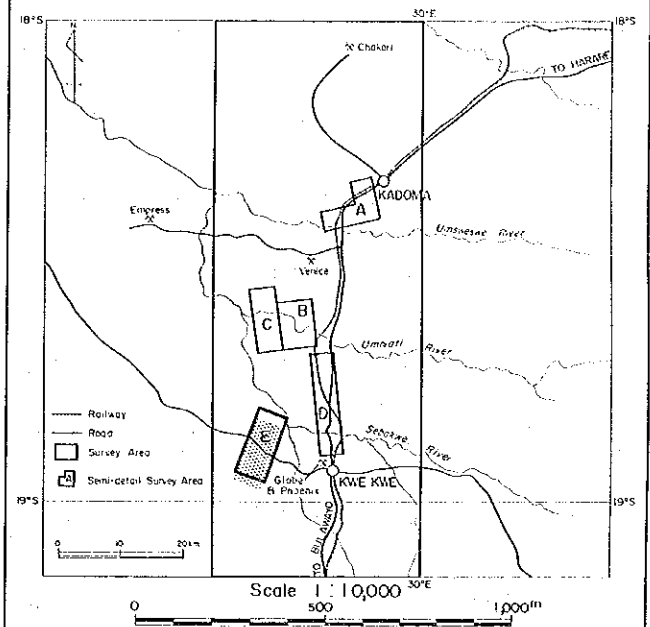 30°E
18°S
18°S
N
Chakari
TO HARARE
KADOMA
A
Empress
Umsweswe River
Venice
B
C
Umniati River
D
Railway
Road
Survey Area
A Semi-detail Survey Area
E
Sebakwe River
Globe & Phoenix
KWE KWE
19°S
19°S
0 10 20km
TO BULAWAYO
30°E
Scale 1:10,000
0 500 1,000m